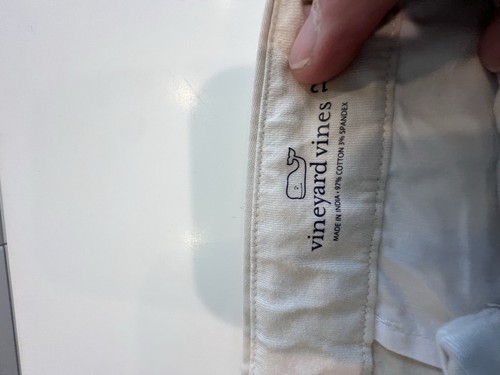 vineyard vines
MADE IN INDIA • 97% COTTON 3% SPANDEX